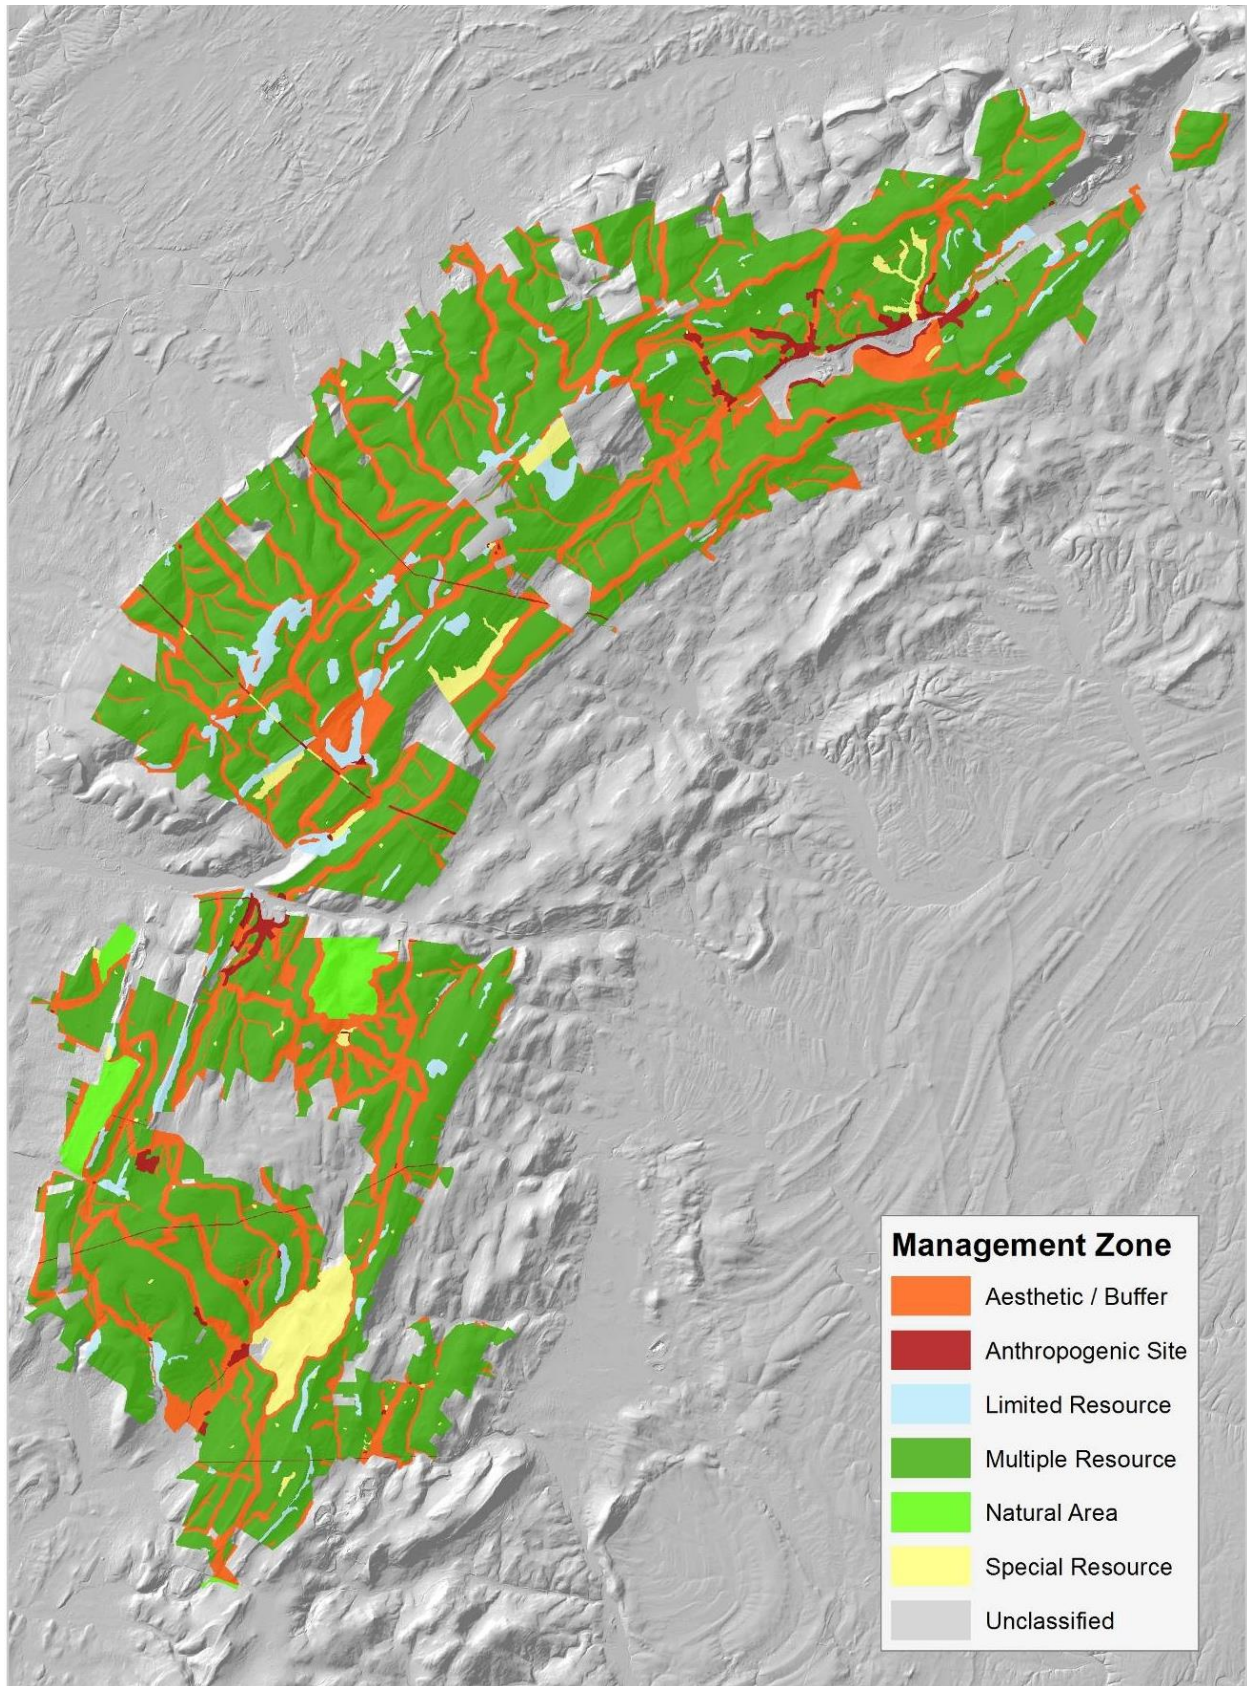 Management Zone
Aesthetic / Buffer
Anthropogenic Site
Limited Resource
Multiple Resource
Natural Area
Special Resource
Unclassified